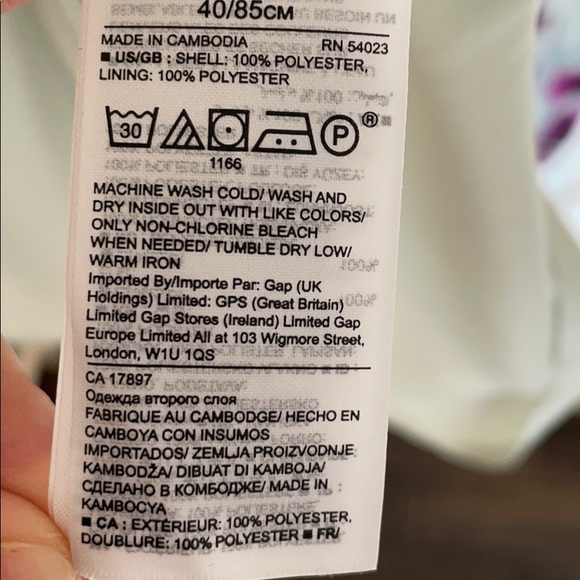 40/85CM
MADE IN CAMBODIA RN 54023
■ US/GB : SHELL: 100% POLYESTER,
LINING: 100% POLYESTER
30 P ®
1166
MACHINE WASH COLD/ WASH AND
DRY INSIDE OUT WITH LIKE COLORS/
ONLY NON-CHLORINE BLEACH
WHEN NEEDED/ TUMBLE DRY LOW/
WARM IRON
Imported By/Importe Par: Gap (UK
Holdings) Limited: GPS (Great Britain)
Limited Gap Stores (Ireland) Limited Gap
Europe Limited All at 103 Wigmore Street,
London, W1U 1QS
CA 17897
Одежда второго слоя
FABRIQUE AU CAMBODGE/ HECHO EN
CAMBOYA CON INSUMOS
IMPORTADOS/ ZEMLJA PROIZVODNJE
KAMBODŽA/ DIBUAT DI KAMBOJA/
СДЕЛАНО В КОМБОДЖЕ/ MADE IN
KAMBOCYA
■ CA : EXTÉRIEUR: 100% POLYESTER,
DOUBLURE: 100% POLYESTER ■ FR/